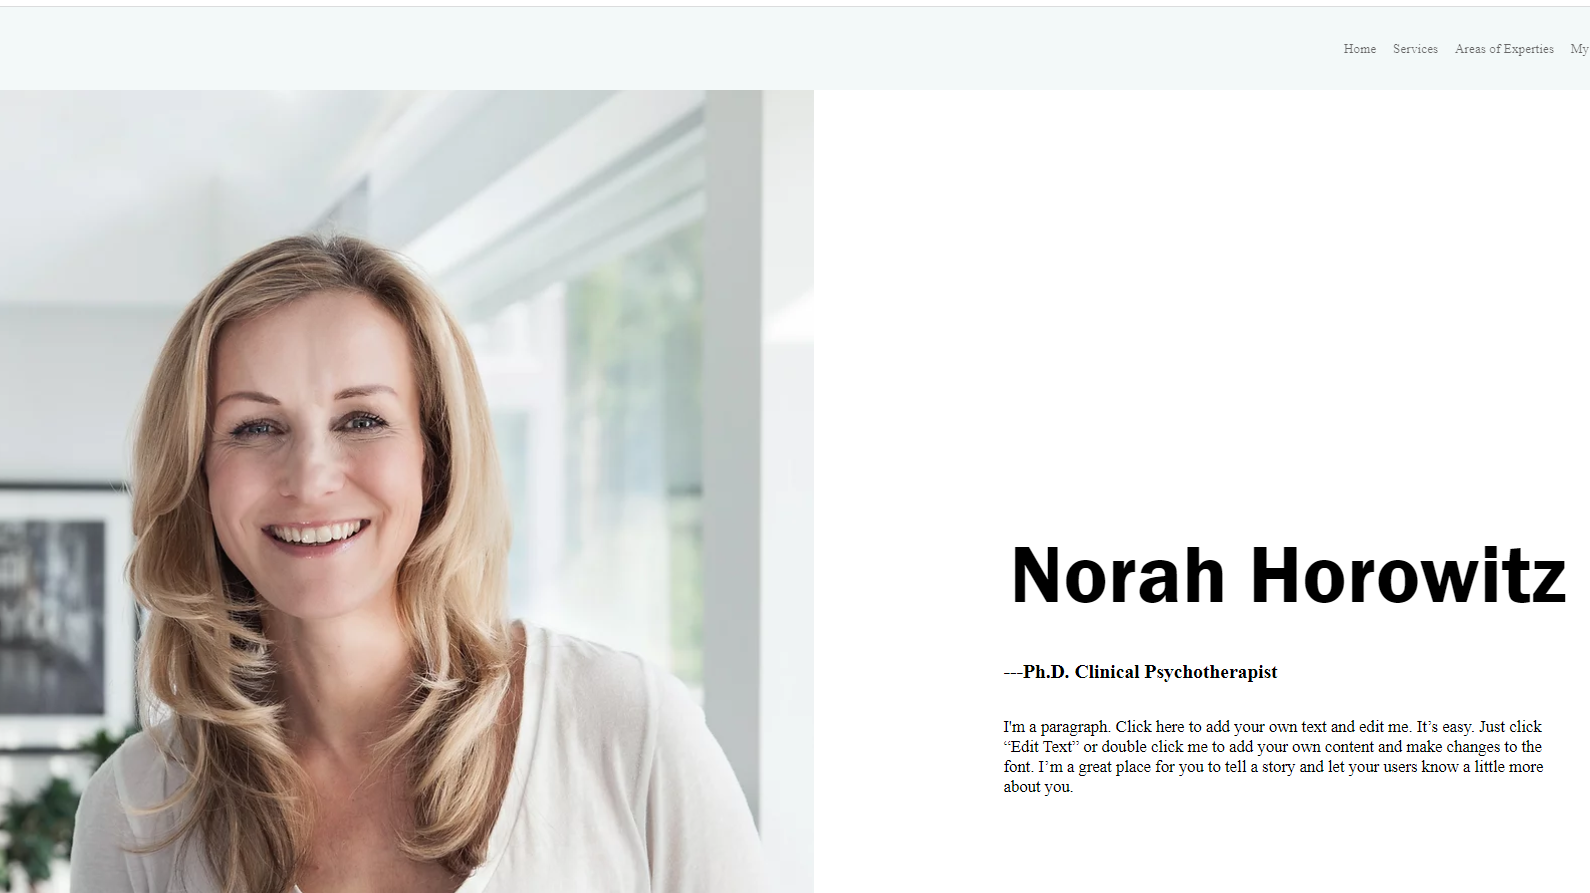 Home Services Areas of Experties My
Norah Horowitz
---Ph.D. Clinical Psychotherapist
I'm a paragraph. Click here to add your own text and edit me. It’s easy. Just click
“Edit Text” or double click me to add your own content and make changes to the
font. I’m a great place for you to tell a story and let your users know a little more
about you.